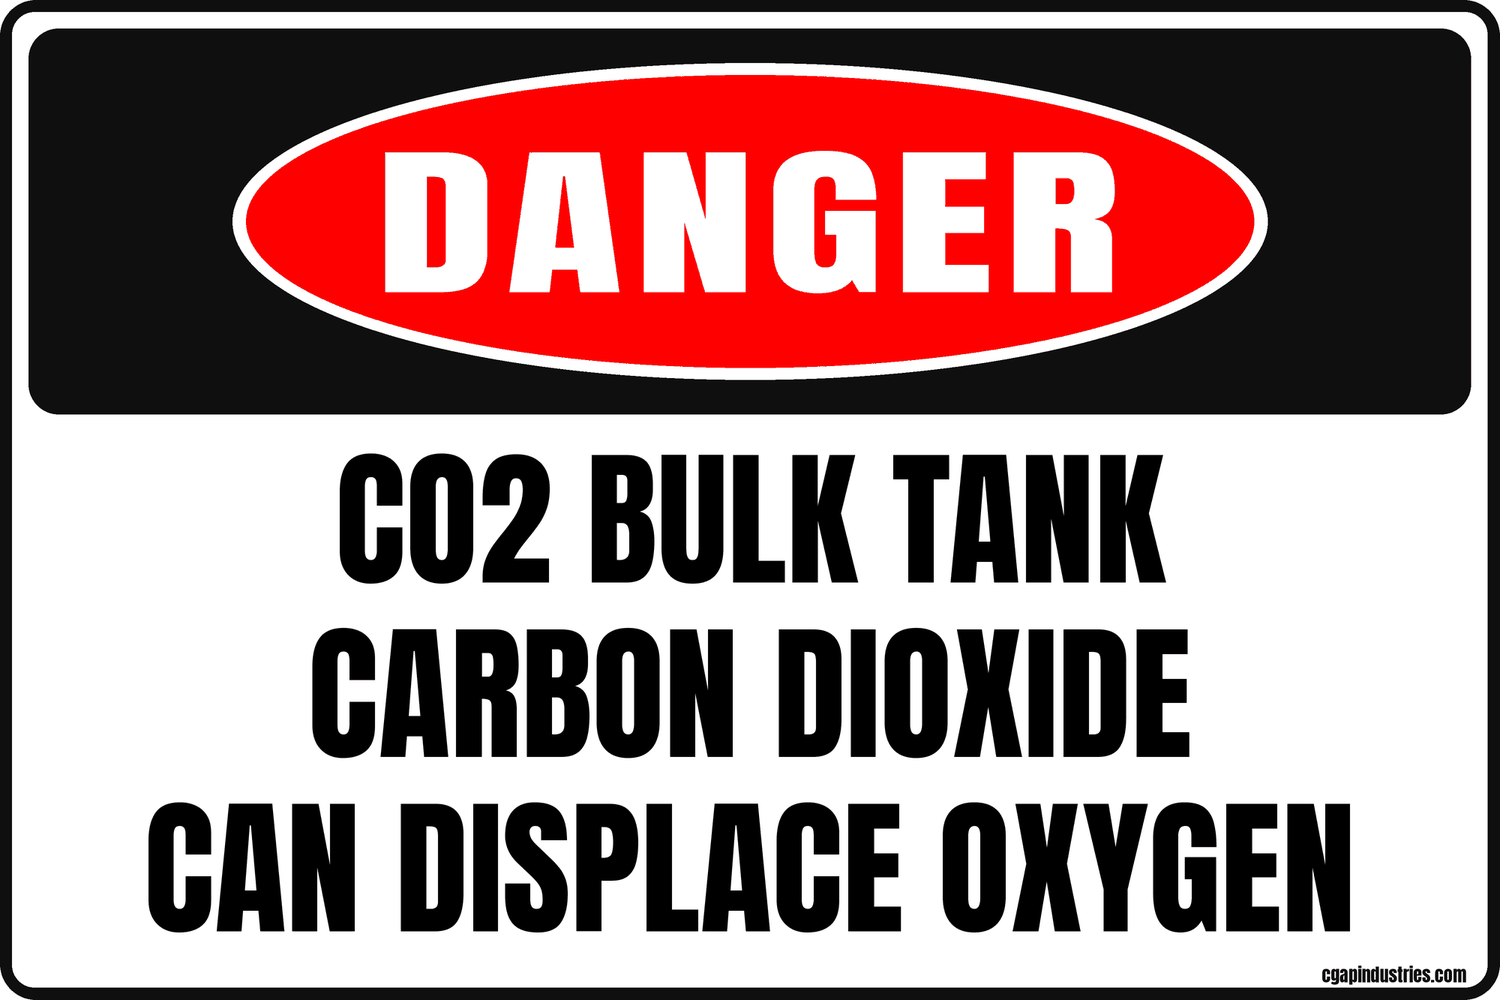 DANGER
CO2 BULK TANK
CARBON DIOXIDE
CAN DISPLACE OXYGEN
cgapindustries.com